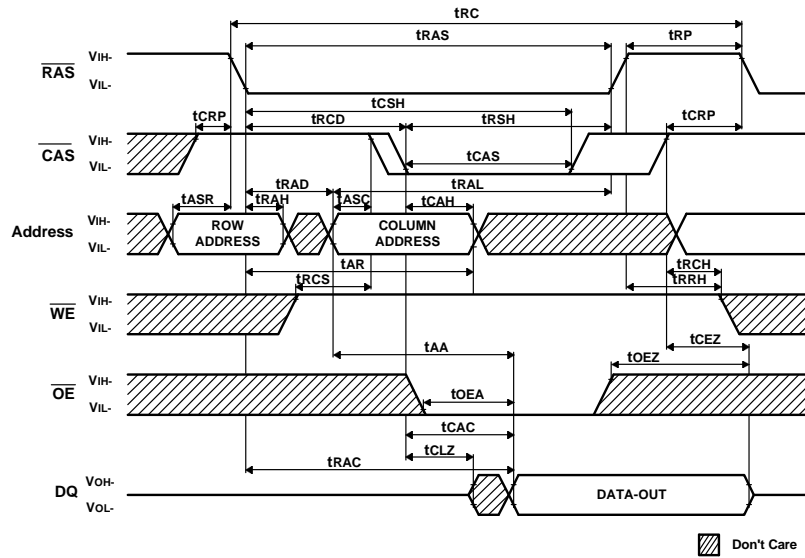 tRC
tRAS
tRP
RAS
VIH-
VIL-
tCSH
tCRP
tRCD
tRSH
tCRP
CAS
VIH-
VIL-
tCAS
tRAD
tRAL
tASR
tRAH
tASC
tCAH
Address
VIH-
VIL-
ROW
ADDRESS
COLUMN
ADDRESS
tAR
tRCS
tRCH
tRRH
WE
VIH-
VIL-
tAA
tCEZ
tOEZ
OE
VIH-
VIL-
tOEA
tCAC
tCLZ
tRAC
DQ
VOH-
VOL-
DATA-OUT
Don't Care